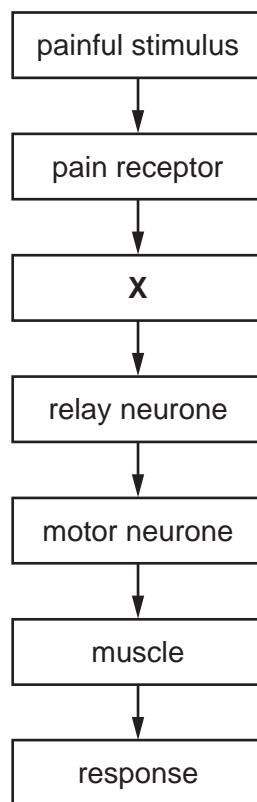 painful stimulus
pain receptor
X
relay neurone
motor neurone
muscle
response